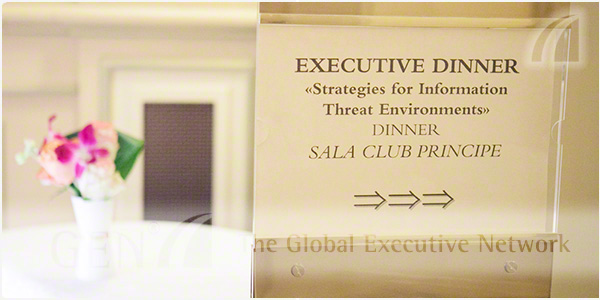 EXECUTIVE DINNER
«Strategies for Information
Threat Environments»
DINNER
SALA CLUB PRINCIPE
⇒⇒⇒
GEN The Global Executive Network